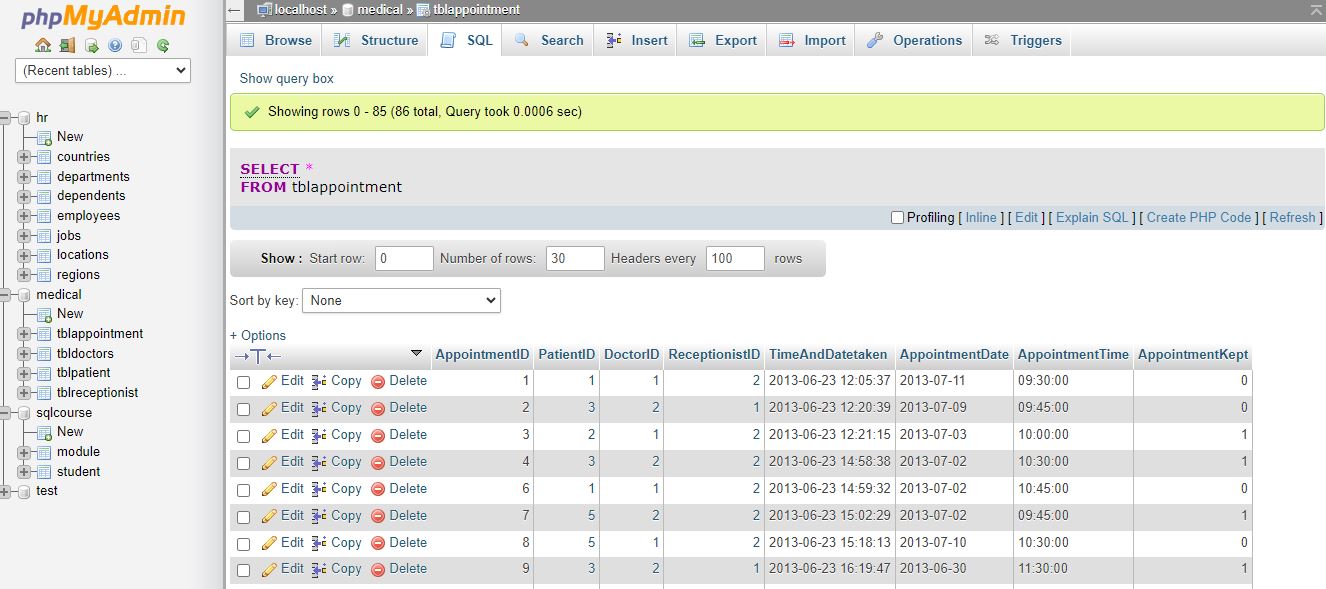 phpMyAdmin
(Recent tables) ...
hr
New
countries
departments
dependents
employees
jobs
locations
regions
medical
New
tblappointment
tbldoctors
tblpatient
tblreceptionist
sqlcourse
New
module
student
test
localhost » medical » tblappointment
Browse Structure SQL Search Insert Export Import Operations Triggers
Show query box
Showing rows 0 - 85 (86 total, Query took 0.0006 sec)
SELECT *
FROM tblappointment
Profiling [ Inline ] [ Edit ] [ Explain SQL ] [ Create PHP Code ] [ Refresh ]
Show : Start row: 0 Number of rows: 30 Headers every 100 rows
Sort by key: None
+ Options
AppointmentID PatientID DoctorID ReceptionistID TimeAndDatetaken AppointmentDate AppointmentTime AppointmentKept
Edit Copy Delete 1 1 1 2 2013-06-23 12:05:37 2013-07-11 09:30:00 0
Edit Copy Delete 2 3 2 1 2013-06-23 12:20:39 2013-07-09 09:45:00 0
Edit Copy Delete 3 2 1 2 2013-06-23 12:21:15 2013-07-03 10:00:00 1
Edit Copy Delete 4 3 2 2 2013-06-23 14:58:38 2013-07-02 10:30:00 1
Edit Copy Delete 6 1 1 2 2013-06-23 14:59:32 2013-07-02 10:45:00 0
Edit Copy Delete 7 5 2 2 2013-06-23 15:02:29 2013-07-02 09:45:00 1
Edit Copy Delete 8 5 1 2 2013-06-23 15:18:13 2013-07-10 10:30:00 0
Edit Copy Delete 9 3 2 1 2013-06-23 16:19:47 2013-06-30 11:30:00 1